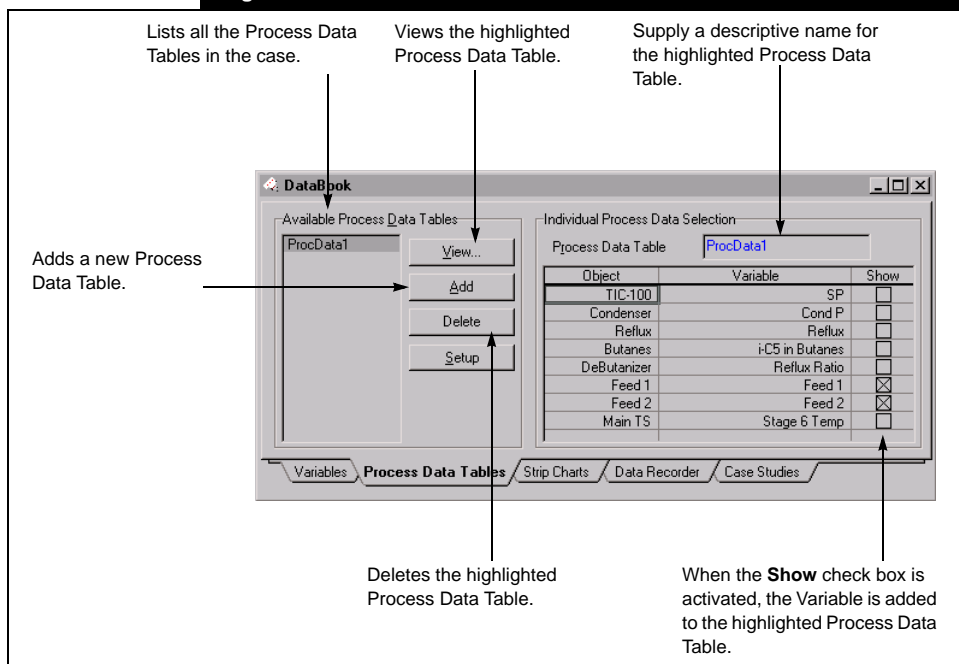 Lists all the Process Data
Tables in the case.
Views the highlighted
Process Data Table.
Supply a descriptive name for
the highlighted Process Data
Table.
Adds a new Process
Data Table.
DataBook
Available Process Data Tables
ProcData1
View...
Add
Delete
Setup
Individual Process Data Selection
Process Data Table
ProcData1
Object Variable Show
TIC-100 SP
Condenser Cond P
Reflux Reflux
Butanes i-C5 in Butanes
DeButanizer Reflux Ratio
Feed 1 Feed 1
Feed 2 Feed 2
Main TS Stage 6 Temp
Variables Process Data Tables Strip Charts Data Recorder Case Studies
Deletes the highlighted
Process Data Table.
When the Show check box is
activated, the Variable is added
to the highlighted Process Data
Table.